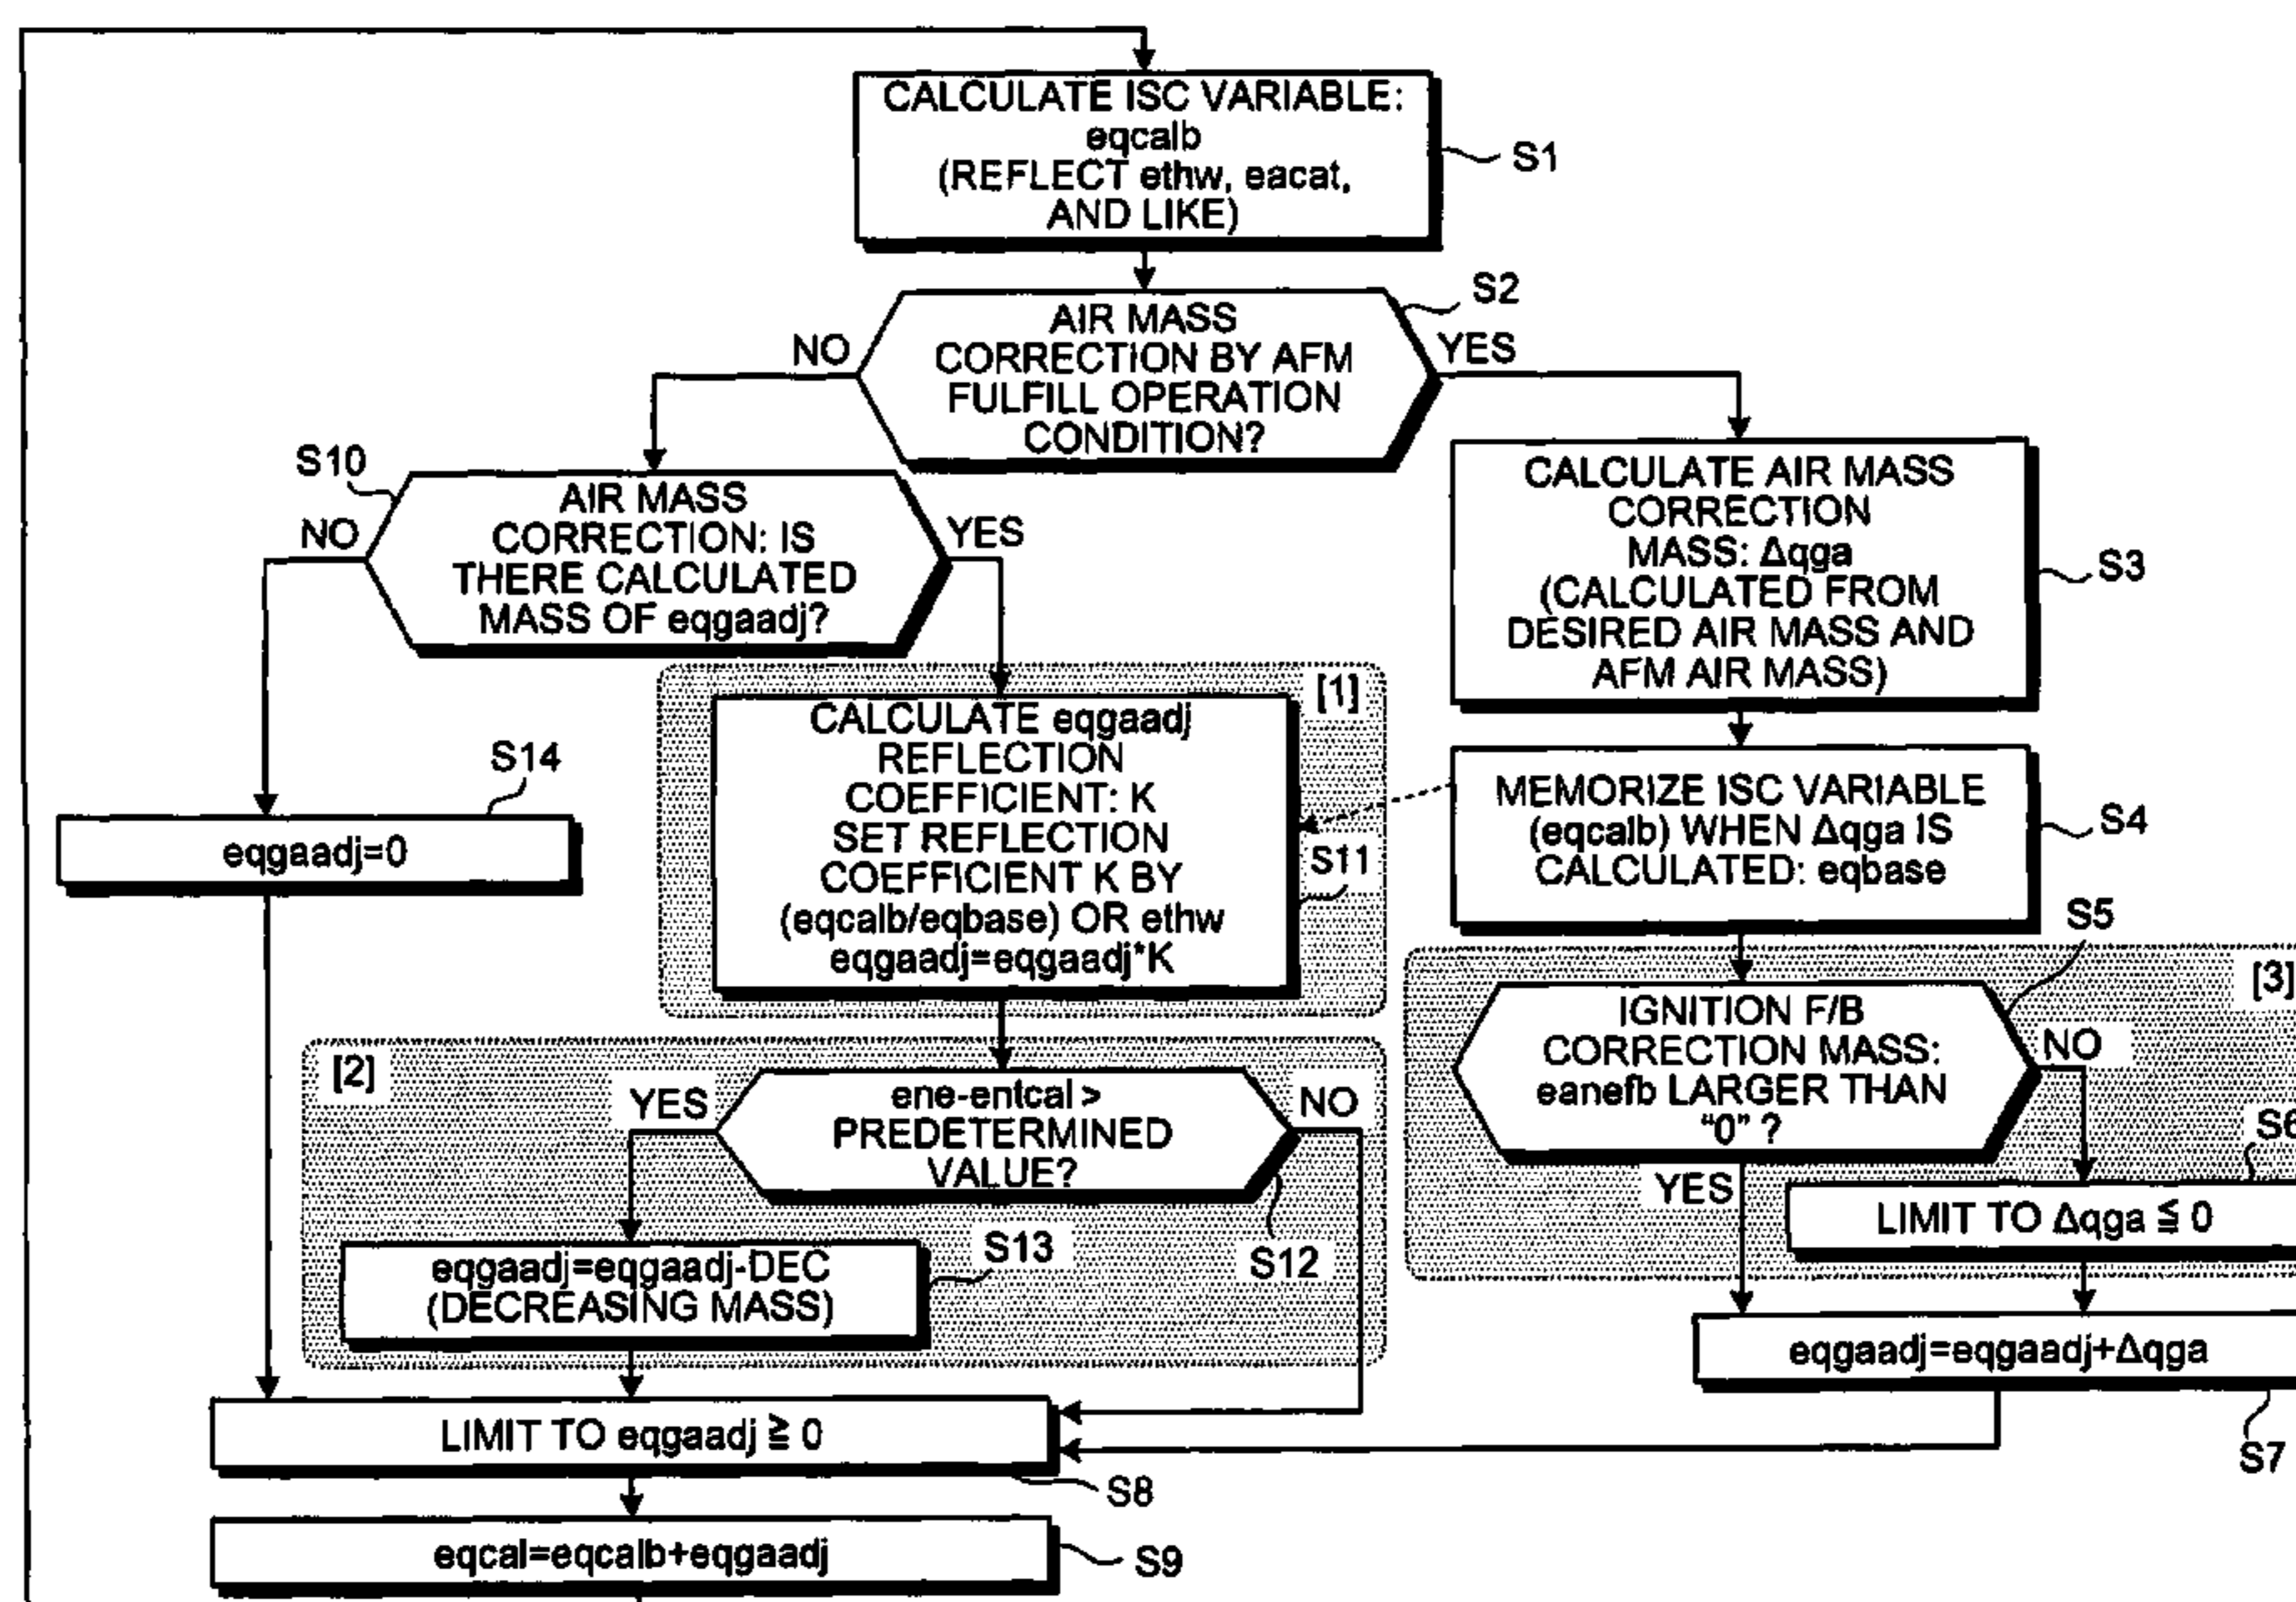 CALCULATE ISC VARIABLE:
eqcalb
(REFLECT ethw, eacat,
AND LIKE)
S1
S2
AIR MASS
CORRECTION BY AFM
FULFILL OPERATION
CONDITION?
NO
YES
S10
AIR MASS
CORRECTION: IS
THERE CALCULATED
MASS OF eqgaadj?
NO
YES
CALCULATE AIR MASS
CORRECTION
MASS: Δqga
(CALCULATED FROM
DESIRED AIR MASS AND
AFM AIR MASS)
S3
[1]
CALCULATE eqgaadj
REFLECTION
COEFFICIENT: K
SET REFLECTION
COEFFICIENT K BY
(eqcalb/eqbase) OR ethw
eqgaadj=eqgaadj*K
S11
S14
eqgaadj=0
MEMORIZE ISC VARIABLE
(eqcalb) WHEN Δqga IS
CALCULATED: eqbase
S4
S5
[3]
IGNITION F/B
CORRECTION MASS:
eanefb LARGER THAN
“0” ?
NO
YES
S6
LIMIT TO Δqga ≦ 0
[2]
YES
ene-entcal >
PREDETERMINED
VALUE?
NO
S12
S13
eqgaadj=eqgaadj-DEC
(DECREASING MASS)
eqgaadj=eqgaadj+Δqga
S7
LIMIT TO eqgaadj ≧ 0
S8
eqcal=eqcalb+eqgaadj
S9